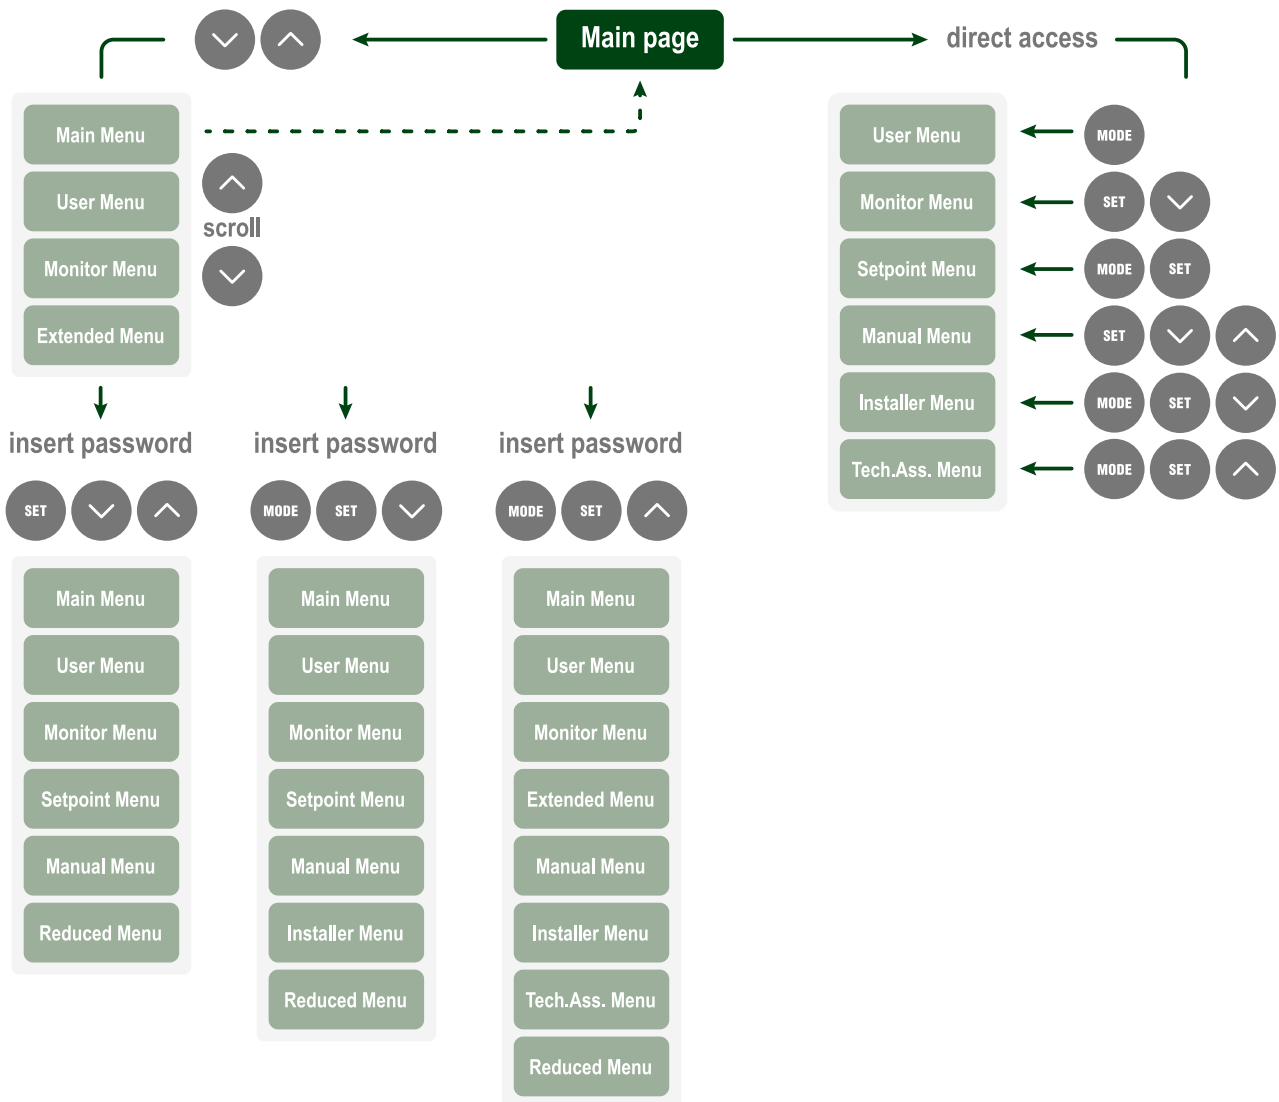 Main page
direct access
Main Menu
User Menu
Monitor Menu
Extended Menu
scroll
User Menu
MODE
Monitor Menu
SET
Setpoint Menu
MODE SET
Manual Menu
SET
Installer Menu
MODE SET
Tech.Ass. Menu
MODE SET
insert password
SET
Main Menu
User Menu
Monitor Menu
Setpoint Menu
Manual Menu
Reduced Menu
insert password
MODE SET
Main Menu
User Menu
Monitor Menu
Setpoint Menu
Manual Menu
Installer Menu
Reduced Menu
insert password
MODE SET
Main Menu
User Menu
Monitor Menu
Extended Menu
Manual Menu
Installer Menu
Tech.Ass. Menu
Reduced Menu